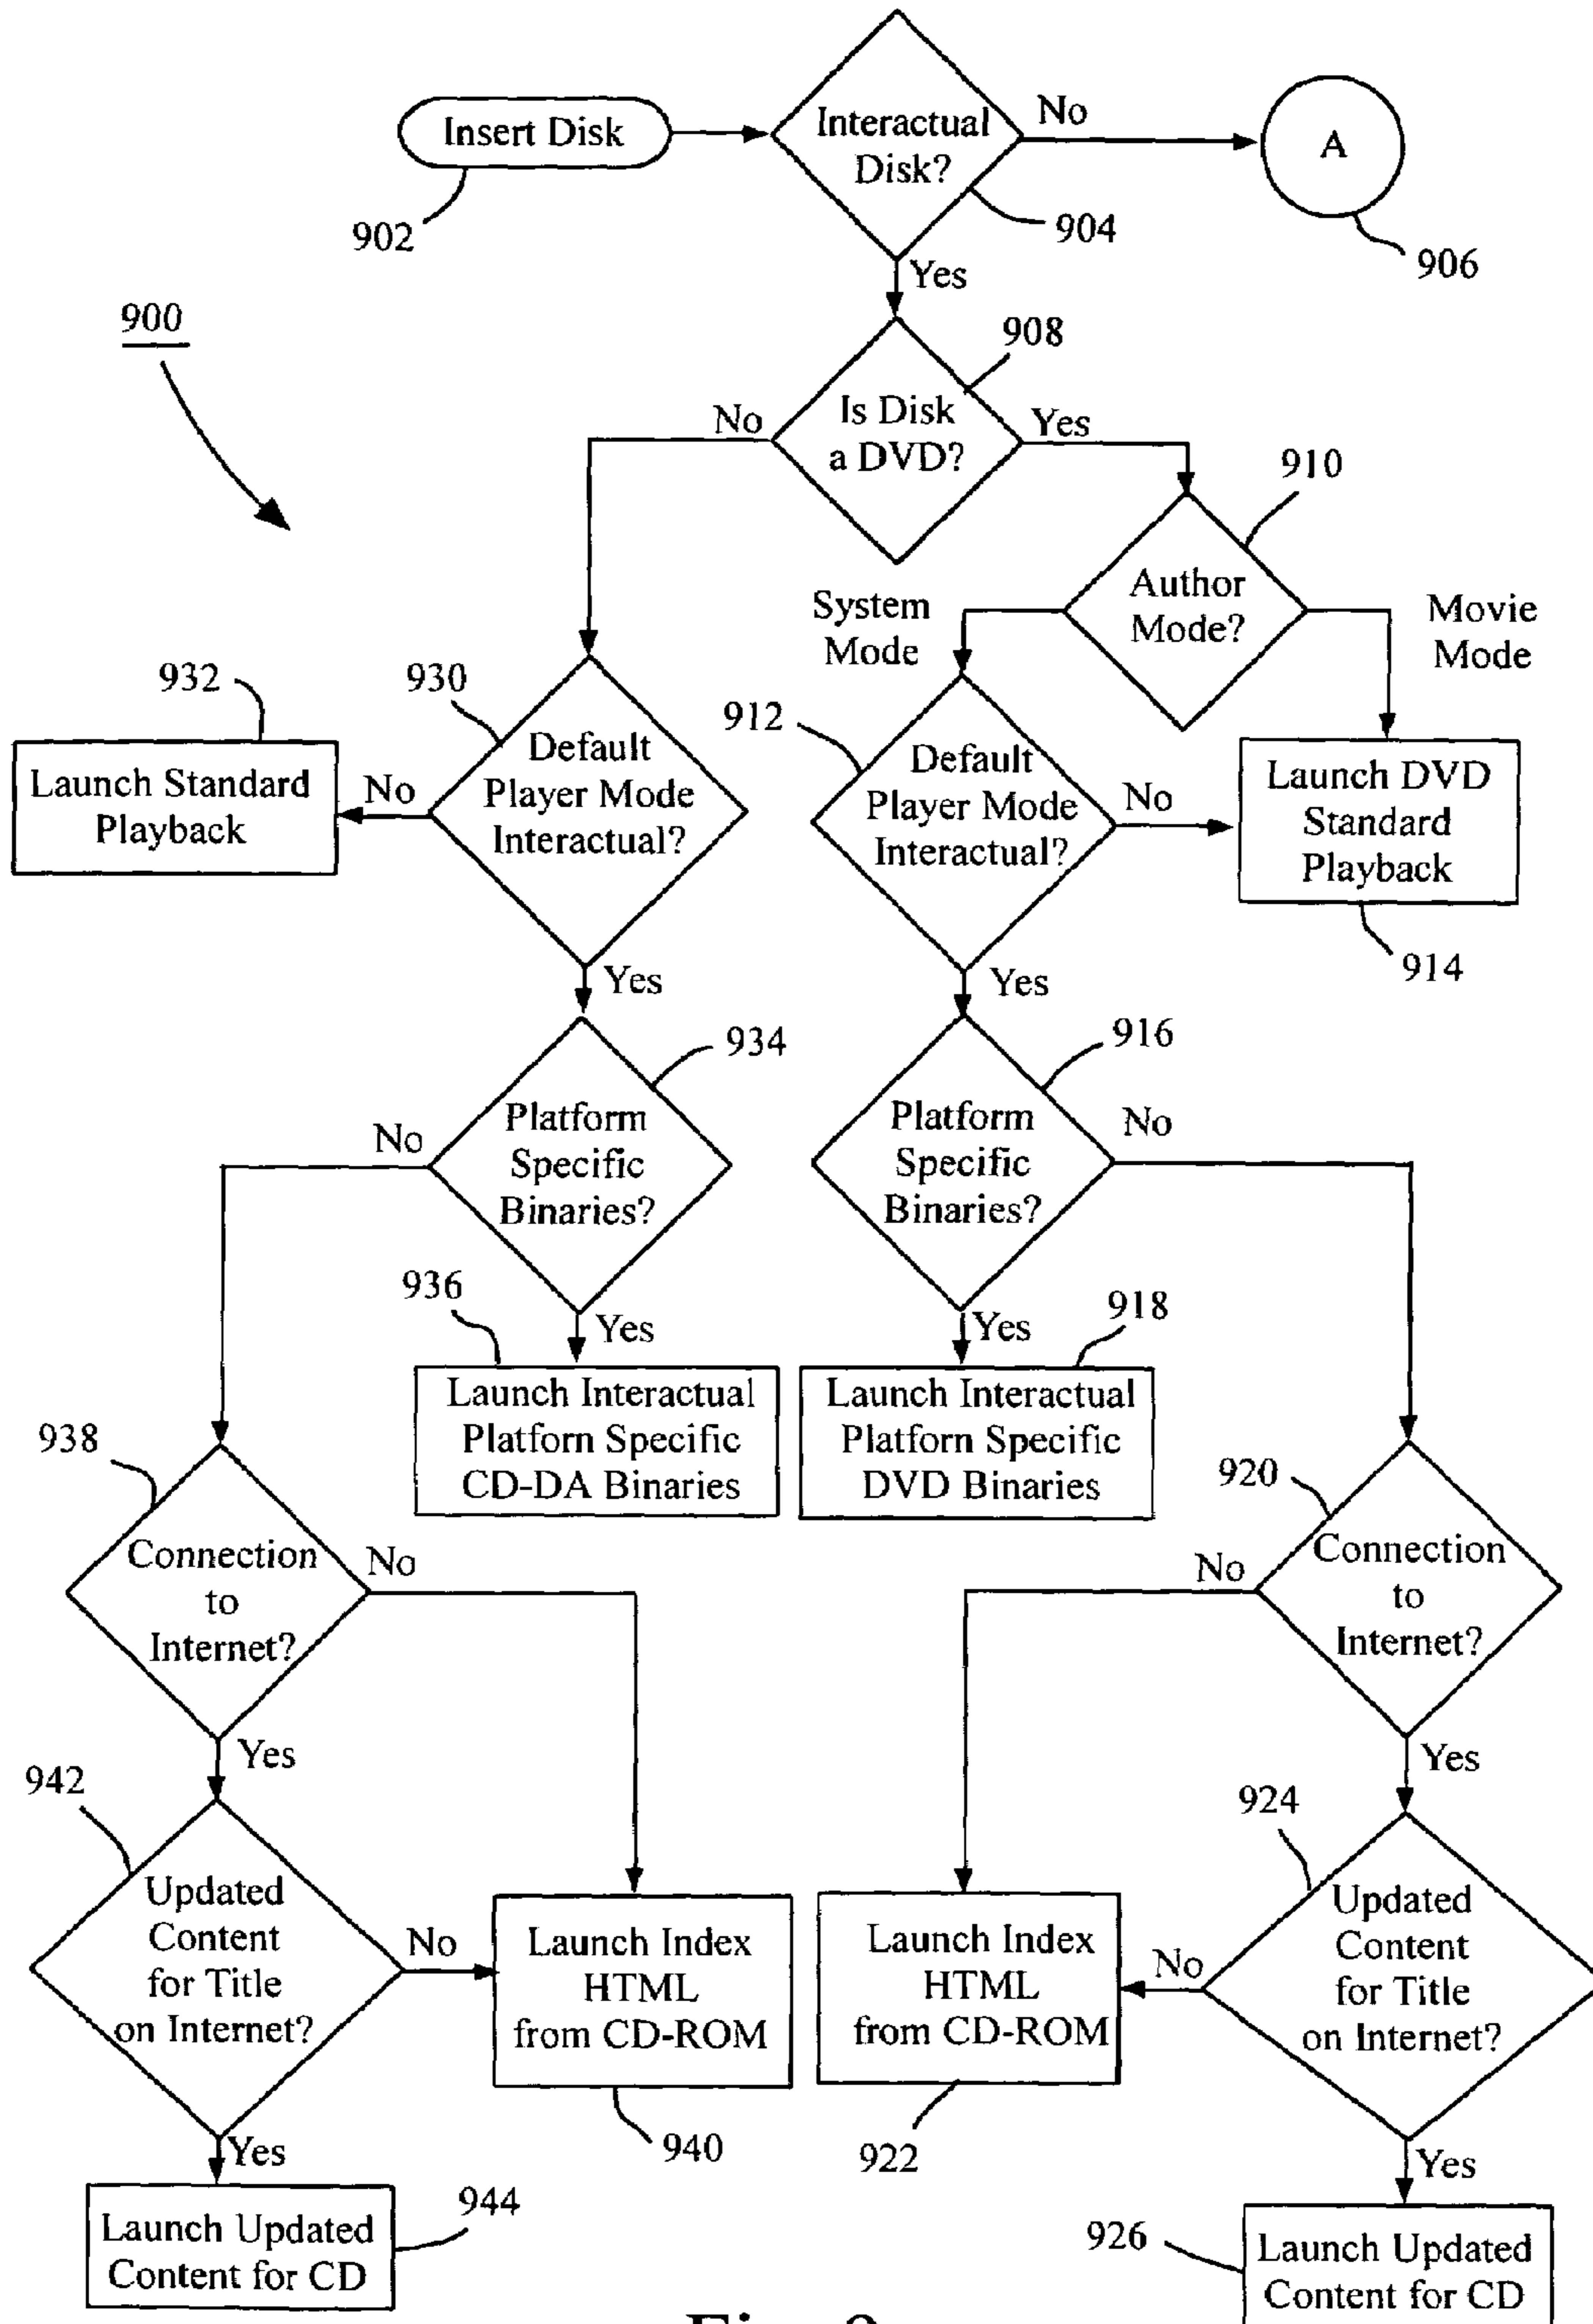 Insert Disk
902
Interactual
Disk?
904
No
A
906
Yes
900
908
Is Disk
a DVD?
No
Yes
910
Author
Mode?
System
Mode
Movie
Mode
932
Launch Standard
Playback
930
Default
Player Mode
Interactual?
No
Yes
912
Default
Player Mode
Interactual?
No
Launch DVD
Standard
Playback
914
Yes
934
Platform
Specific
Binaries?
No
916
Platform
Specific
Binaries?
No
936
Yes
Launch Interactual
Platforn Specific
CD-DA Binaries
Yes
918
Launch Interactual
Platforn Specific
DVD Binaries
938
Connection
to
Internet?
No
Yes
920
Connection
to
Internet?
No
Yes
942
Updated
Content
for Title
on Internet?
No
Launch Index
HTML
from CD-ROM
940
Launch Index
HTML
from CD-ROM
922
No
924
Updated
Content
for Title
on Internet?
Yes
Launch Updated
Content for CD
944
Yes
926
Launch Updated
Content for CD